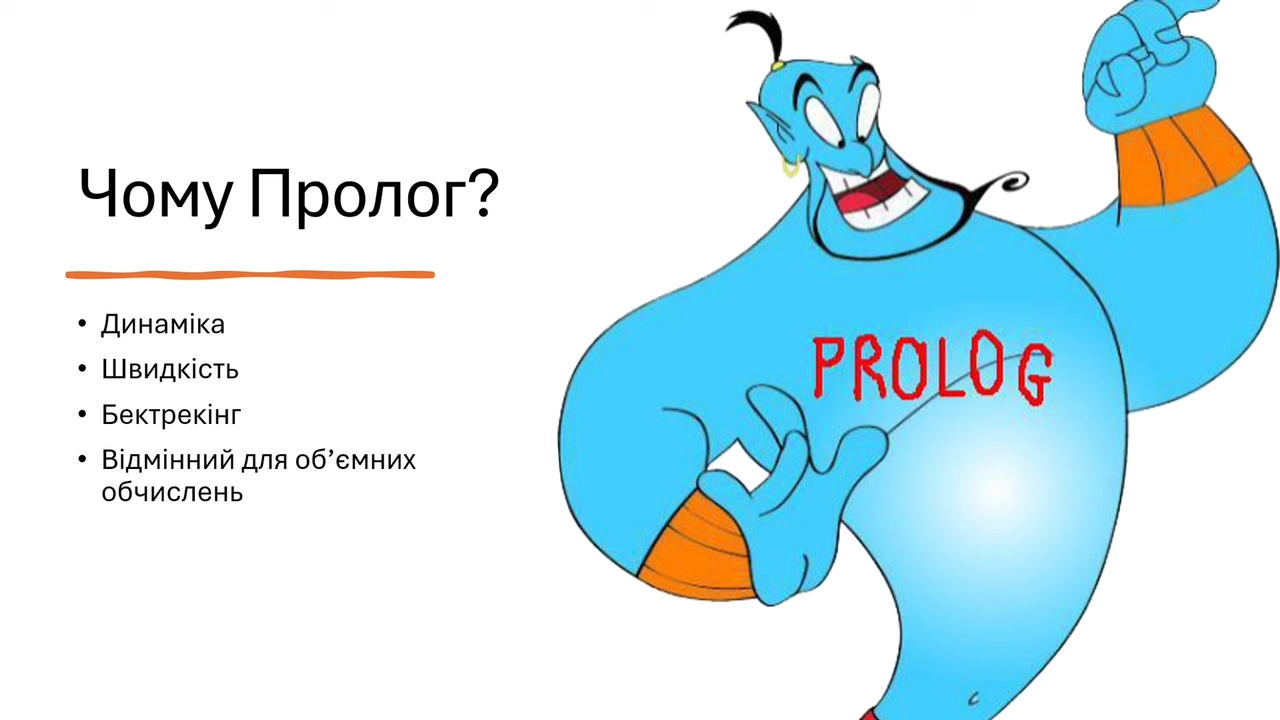 Чому Пролог?
• Динаміка
• Швидкість
• Бектрекінг
• Відмінний для об’ємних
обчислень
PROLOG